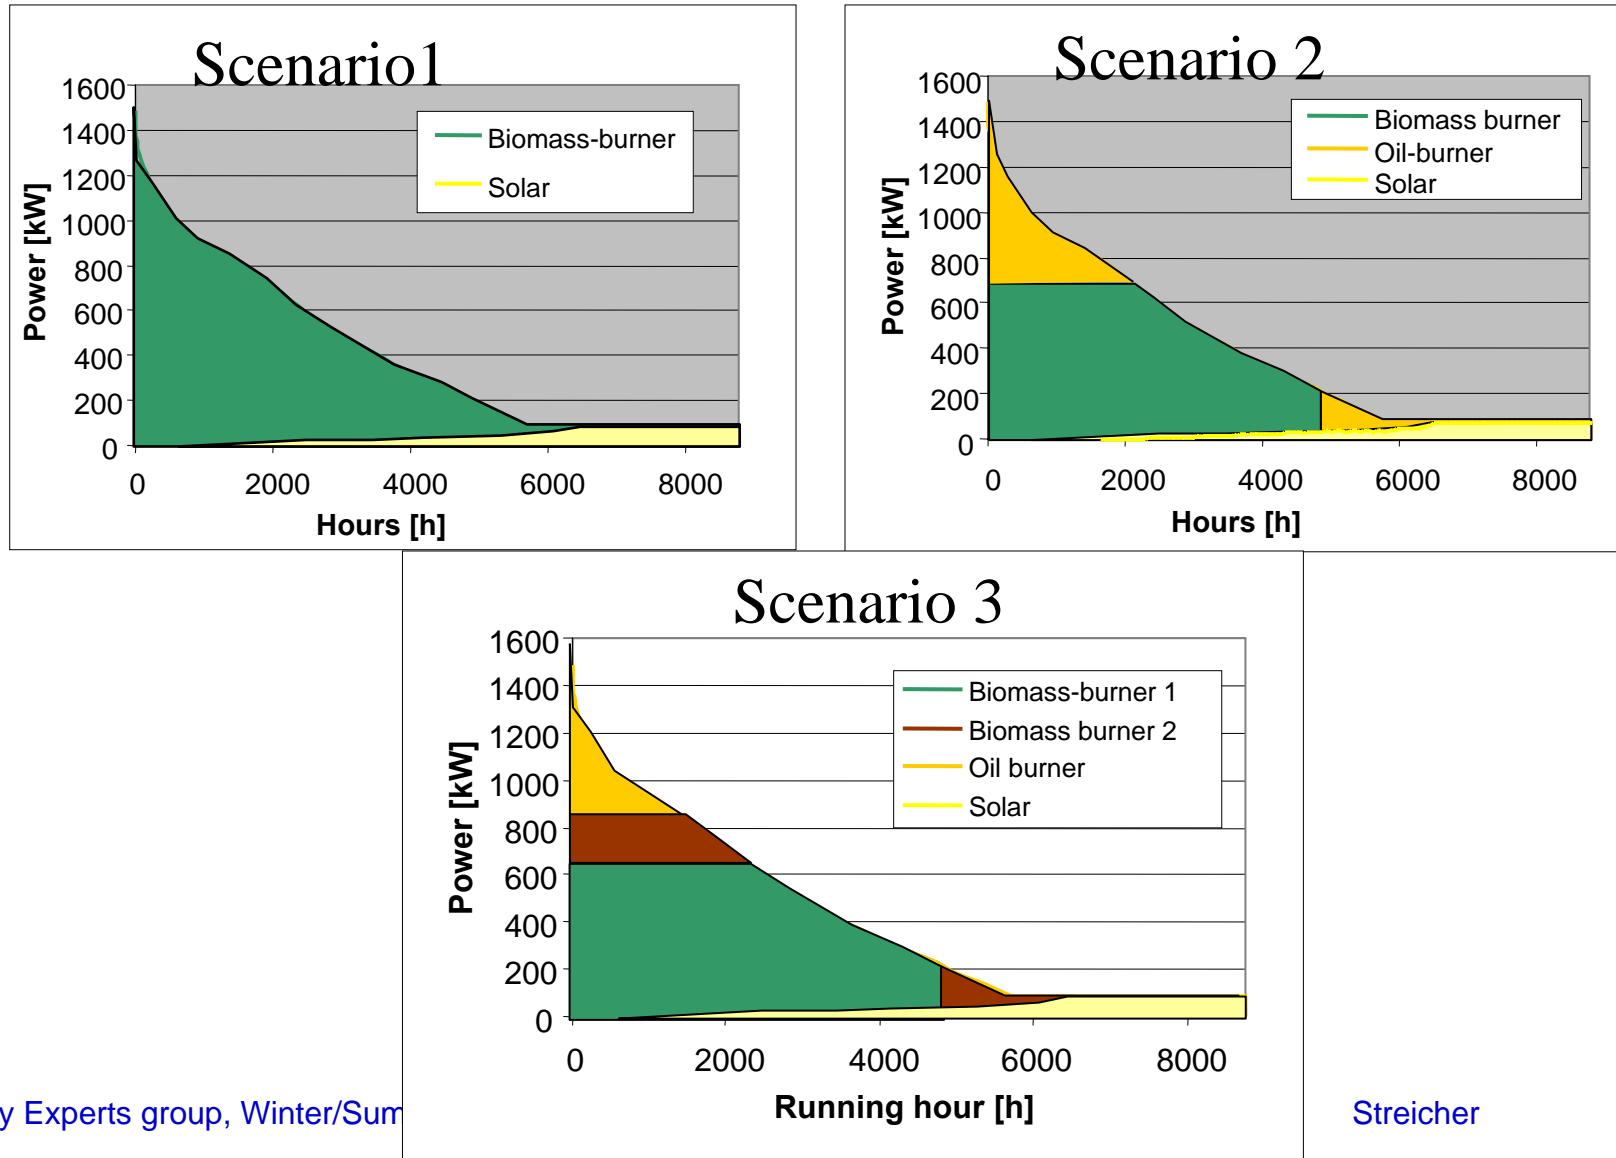 Scenario1
1600
1400
1200
1000
800
600
400
200
0
Power [kW]
Biomass-burner
Solar
0 2000 4000 6000 8000
Hours [h]
Scenario 2
1600
1400
1200
1000
800
600
400
200
0
Power [kW]
Biomass burner
Oil-burner
Solar
0 2000 4000 6000 8000
Hours [h]
Scenario 3
1600
1400
1200
1000
800
600
400
200
0
Power [kW]
Biomass-burner 1
Biomass burner 2
Oil burner
Solar
0 2000 4000 6000 8000
Running hour [h]
y Experts group, Winter/Sum
Streicher